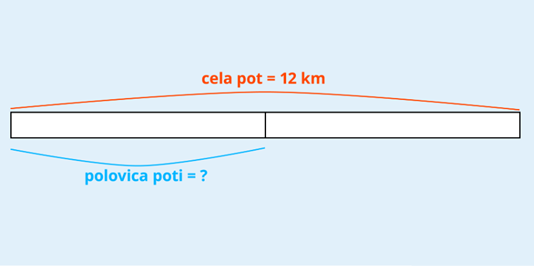 cela pot = 12 km
polovica poti = ?